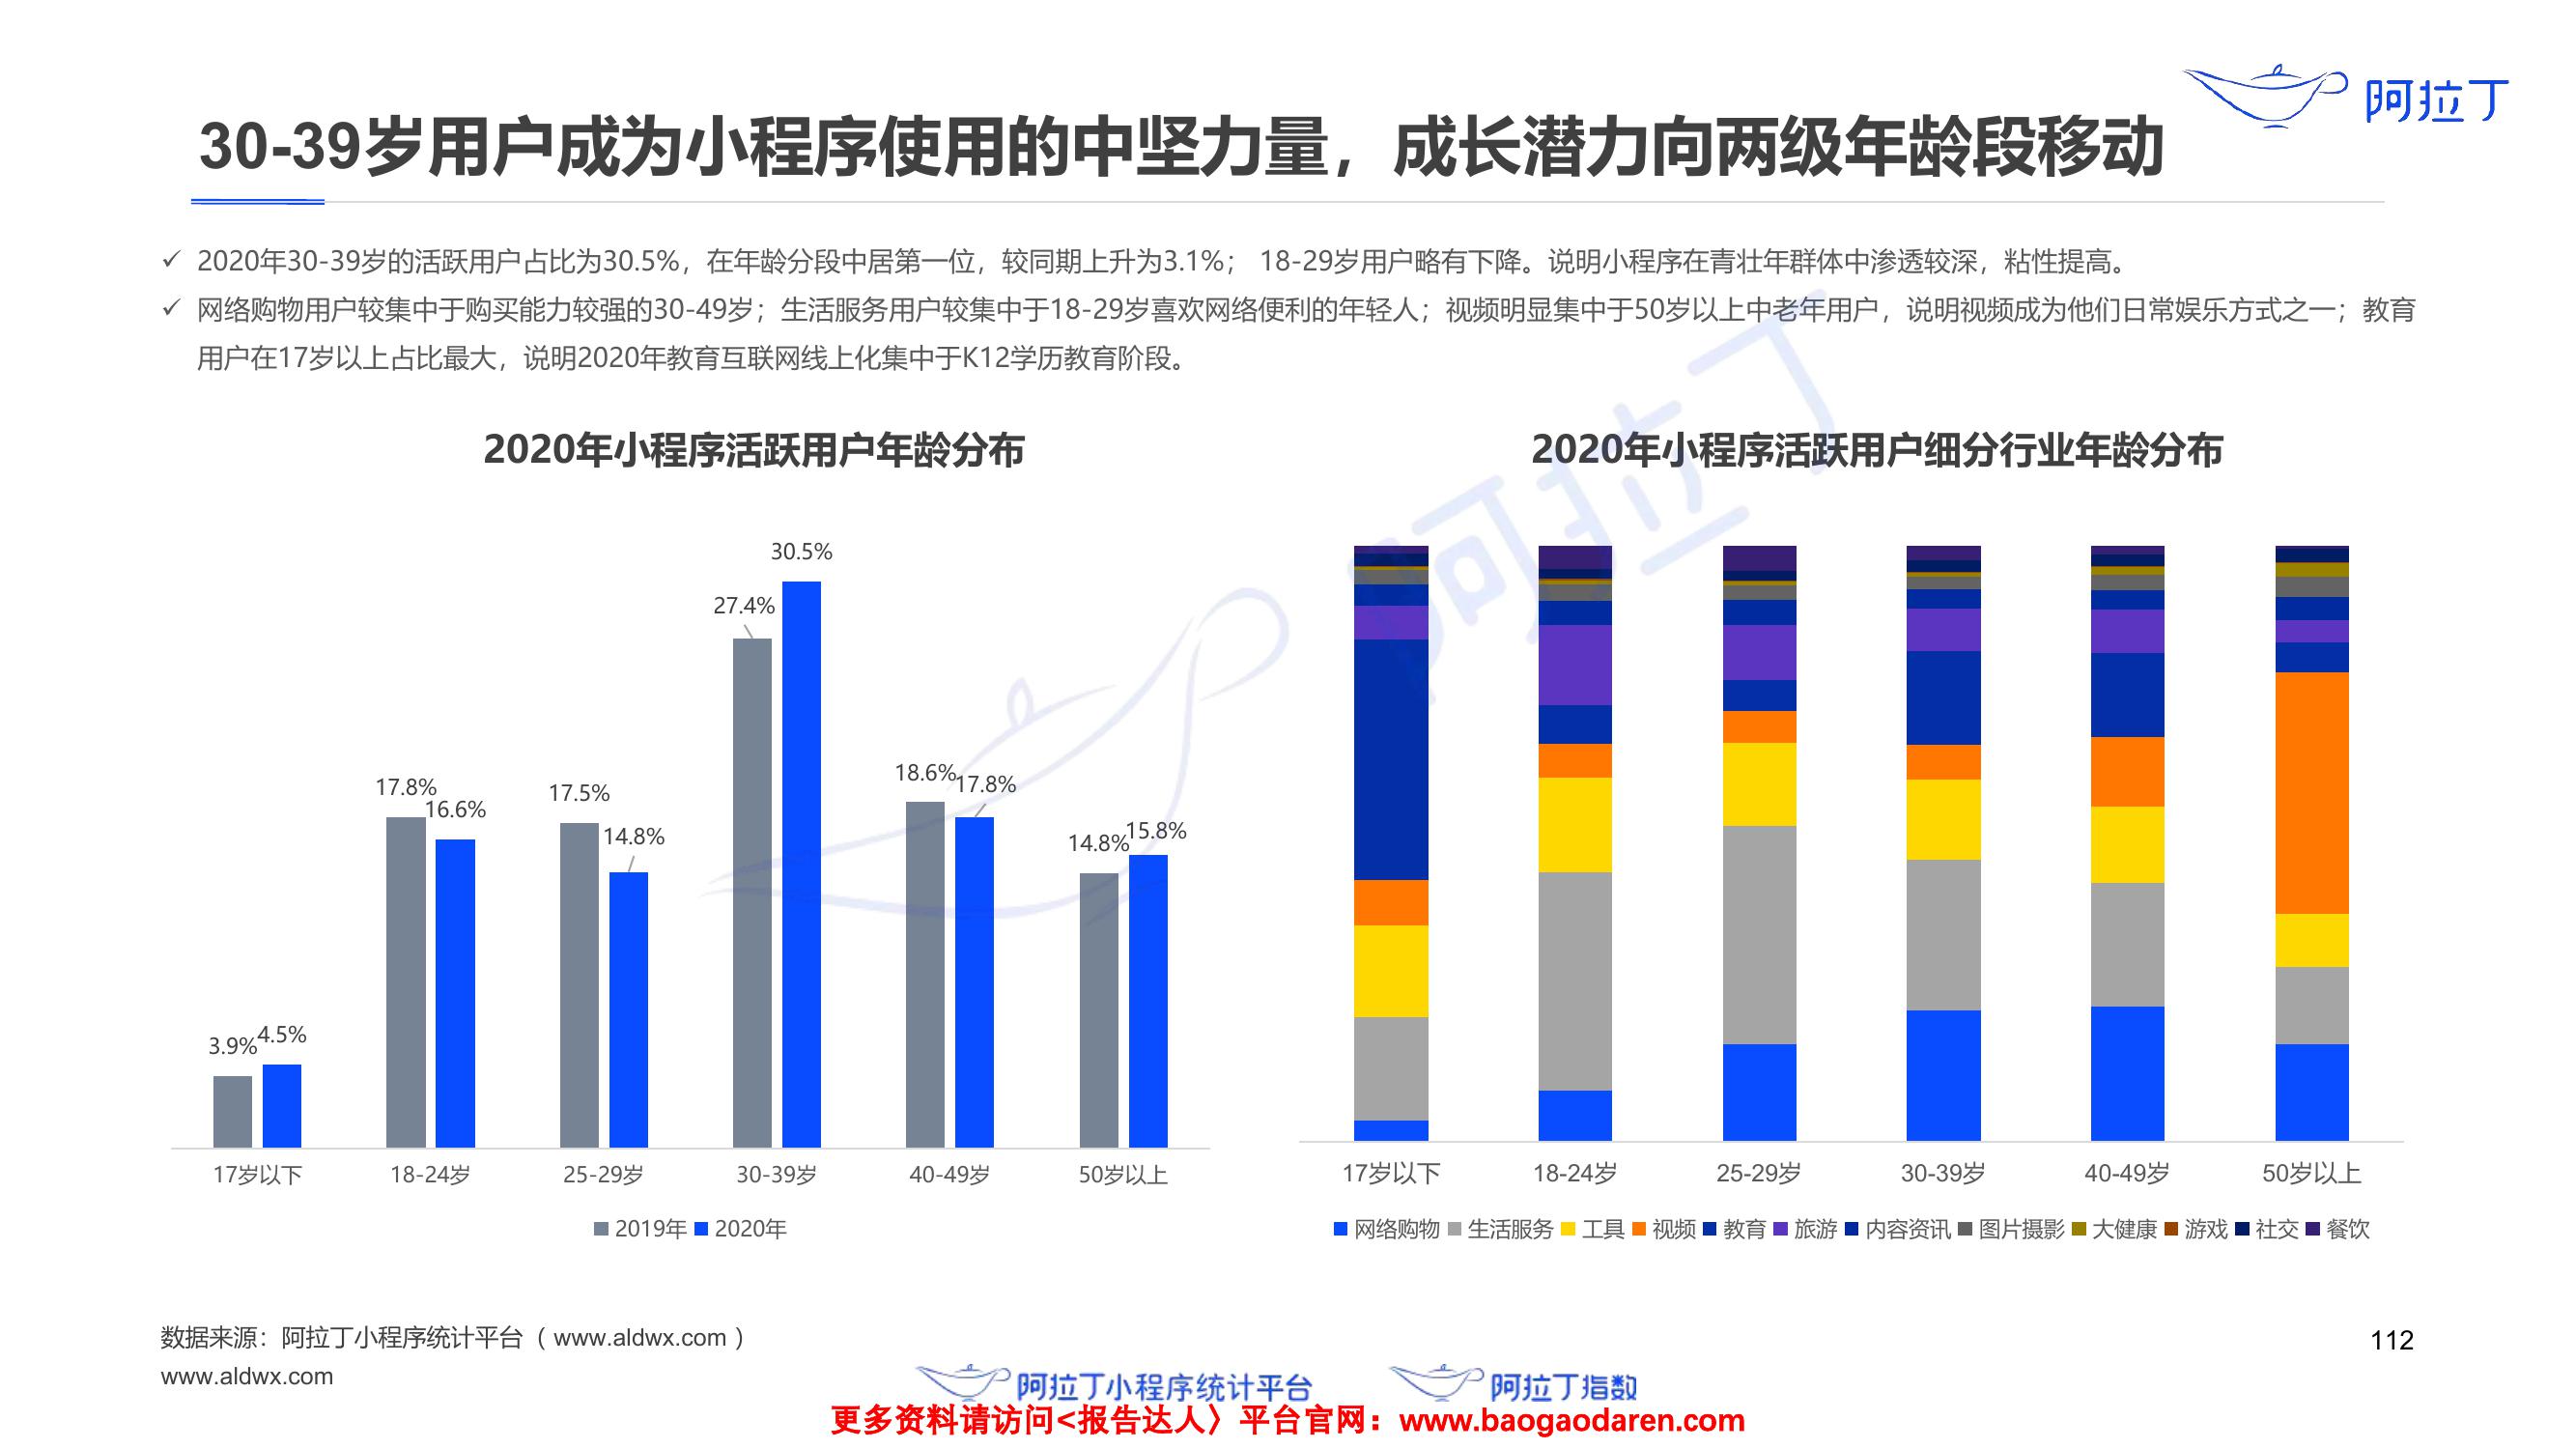 阿拉丁
30-39岁用户成为小程序使用的中坚力量，成长潜力向两级年龄段移动
✓ 2020年30-39岁的活跃用户占比为30.5%，在年龄分段中居第一位，较同期上升为3.1%； 18-29岁用户略有下降。说明小程序在青壮年群体中渗透较深，粘性提高。
✓ 网络购物用户较集中于购买能力较强的30-49岁；生活服务用户较集中于18-29岁喜欢网络便利的年轻人；视频明显集中于50岁以上中老年用户，说明视频成为他们日常娱乐方式之一；教育
用户在17岁以上占比最大，说明2020年教育互联网线上化集中于K12学历教育阶段。
2020年小程序活跃用户年龄分布
3.9% 4.5% 17.8% 16.6% 17.5% 14.8% 27.4% 30.5% 18.6% 17.8% 14.8% 15.8%
17岁以下 18-24岁 25-29岁 30-39岁 40-49岁 50岁以上
2019年 2020年
2020年小程序活跃用户细分行业年龄分布
17岁以下 18-24岁 25-29岁 30-39岁 40-49岁 50岁以上
网络购物 生活服务 工具 视频 教育 旅游 内容资讯 图片摄影 大健康 游戏 社交 餐饮
阿拉丁
数据来源：阿拉丁小程序统计平台（www.aldwx.com）
www.aldwx.com
112
阿拉丁小程序统计平台 阿拉丁指数
更多资料请访问<报告达人〉平台官网：www.baogaodaren.com